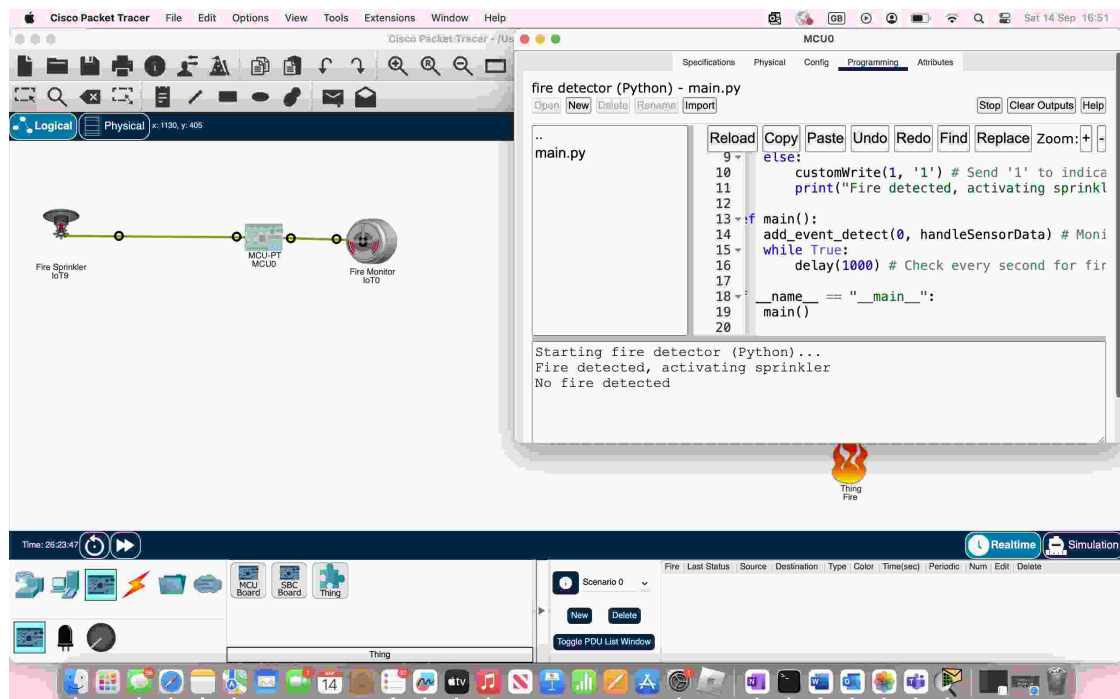 Cisco Packet Tracer File Edit Options View Tools Extensions Window Help
GB
Sat 14 Sep 16:51
Cisco Packet Tracer - /Us
MCU0
Specifications Physical Config Programming Attributes
fire detector (Python) - main.py
Open New Delete Rename Import
Stop Clear Outputs Help
Logical Physical x: 1130, y: 405
..
main.py
Reload Copy Paste Undo Redo Find Replace Zoom: + -
9 else:
10 customWrite(1, '1') # Send '1' to indica
11 print("Fire detected, activating sprinkl
12
13 ef main():
14 add_event_detect(0, handleSensorData) # Moni
15 while True:
16 delay(1000) # Check every second for fir
17
18 __name__ == "__main__":
19 main()
20
Starting fire detector (Python)...
Fire detected, activating sprinkler
No fire detected
Fire Sprinkler
IoT9
MCU-PT
MCU0
Fire Monitor
IoT0
Thing
Fire
Time: 26:23:47
Realtime Simulation
MCU
Board
SBC
Board
Thing
Scenario 0
New Delete
Toggle PDU List Window
Fire Last Status Source Destination Type Color Time(sec) Periodic Num Edit Delete
Thing
14
tv